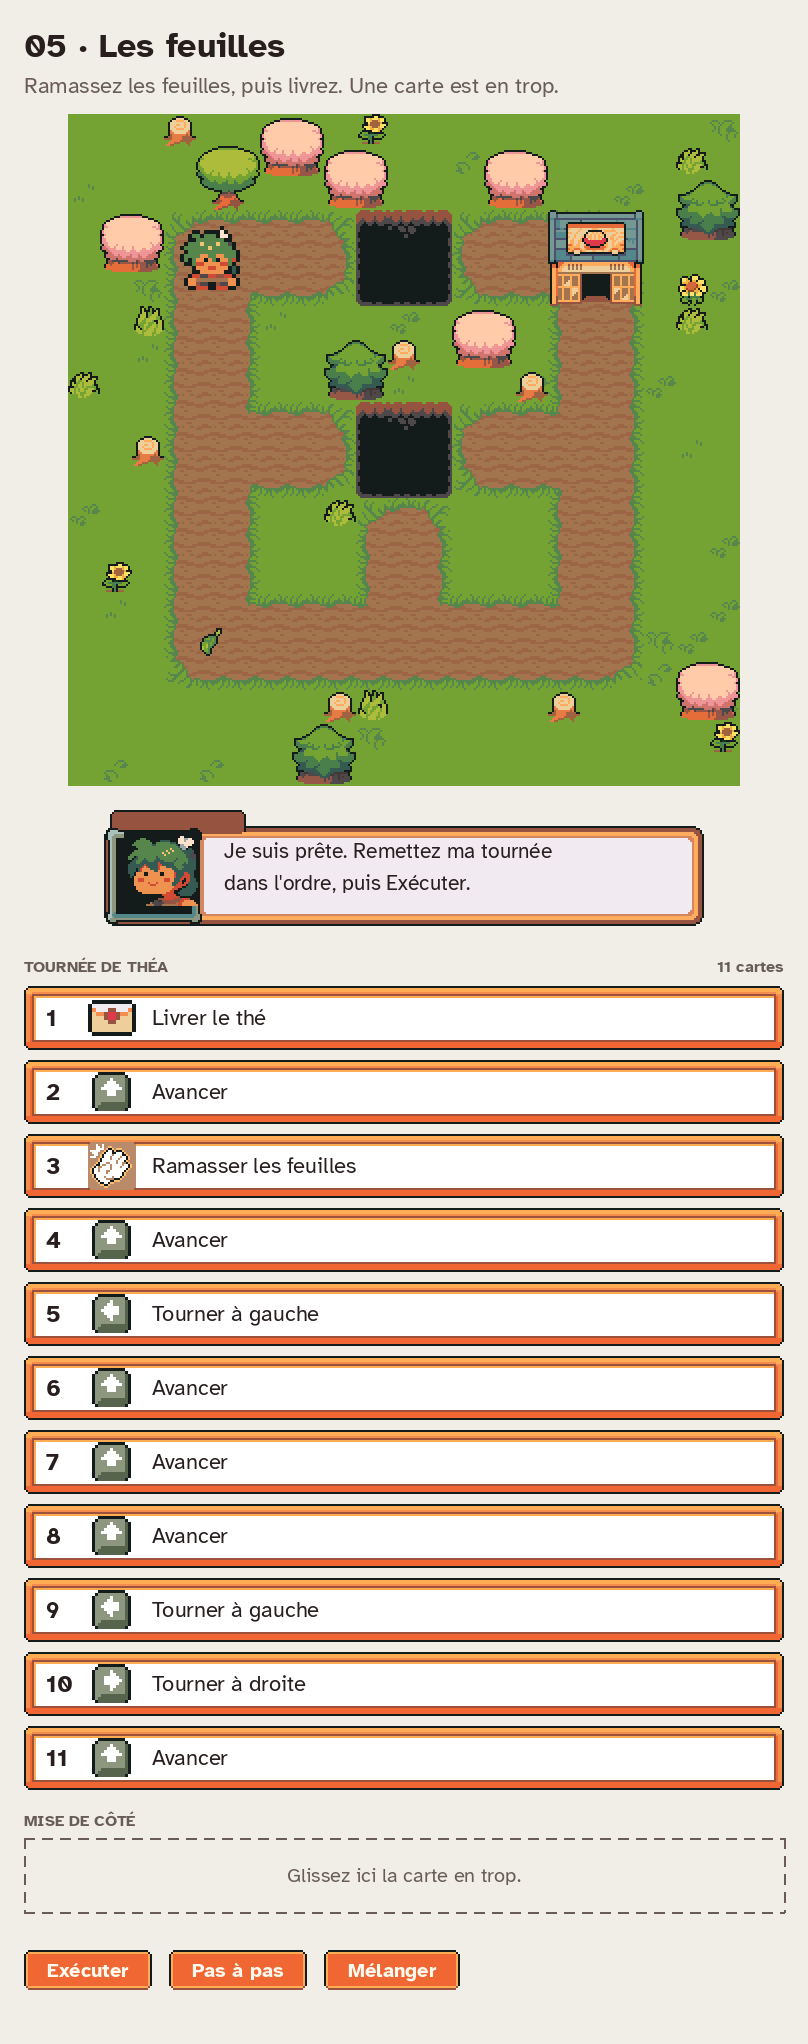 05 · Les feuilles
Ramassez les feuilles, puis livrez. Une carte est en trop.
Je suis prête. Remettez ma tournée
dans l'ordre, puis Exécuter.
TOURNÉE DE THÉA 11 cartes
1 Livrer le thé
2 Avancer
3 Ramasser les feuilles
4 Avancer
5 Tourner à gauche
6 Avancer
7 Avancer
8 Avancer
9 Tourner à gauche
10 Tourner à droite
11 Avancer
MISE DE CÔTÉ
Glissez ici la carte en trop.
Exécuter Pas à pas Mélanger